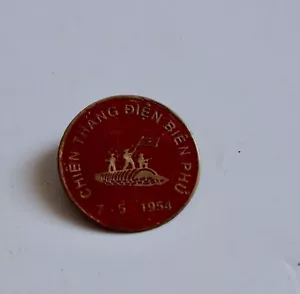 CHIẾN THẮNG ĐIỆN BIÊN PHỦ
7-5 1954